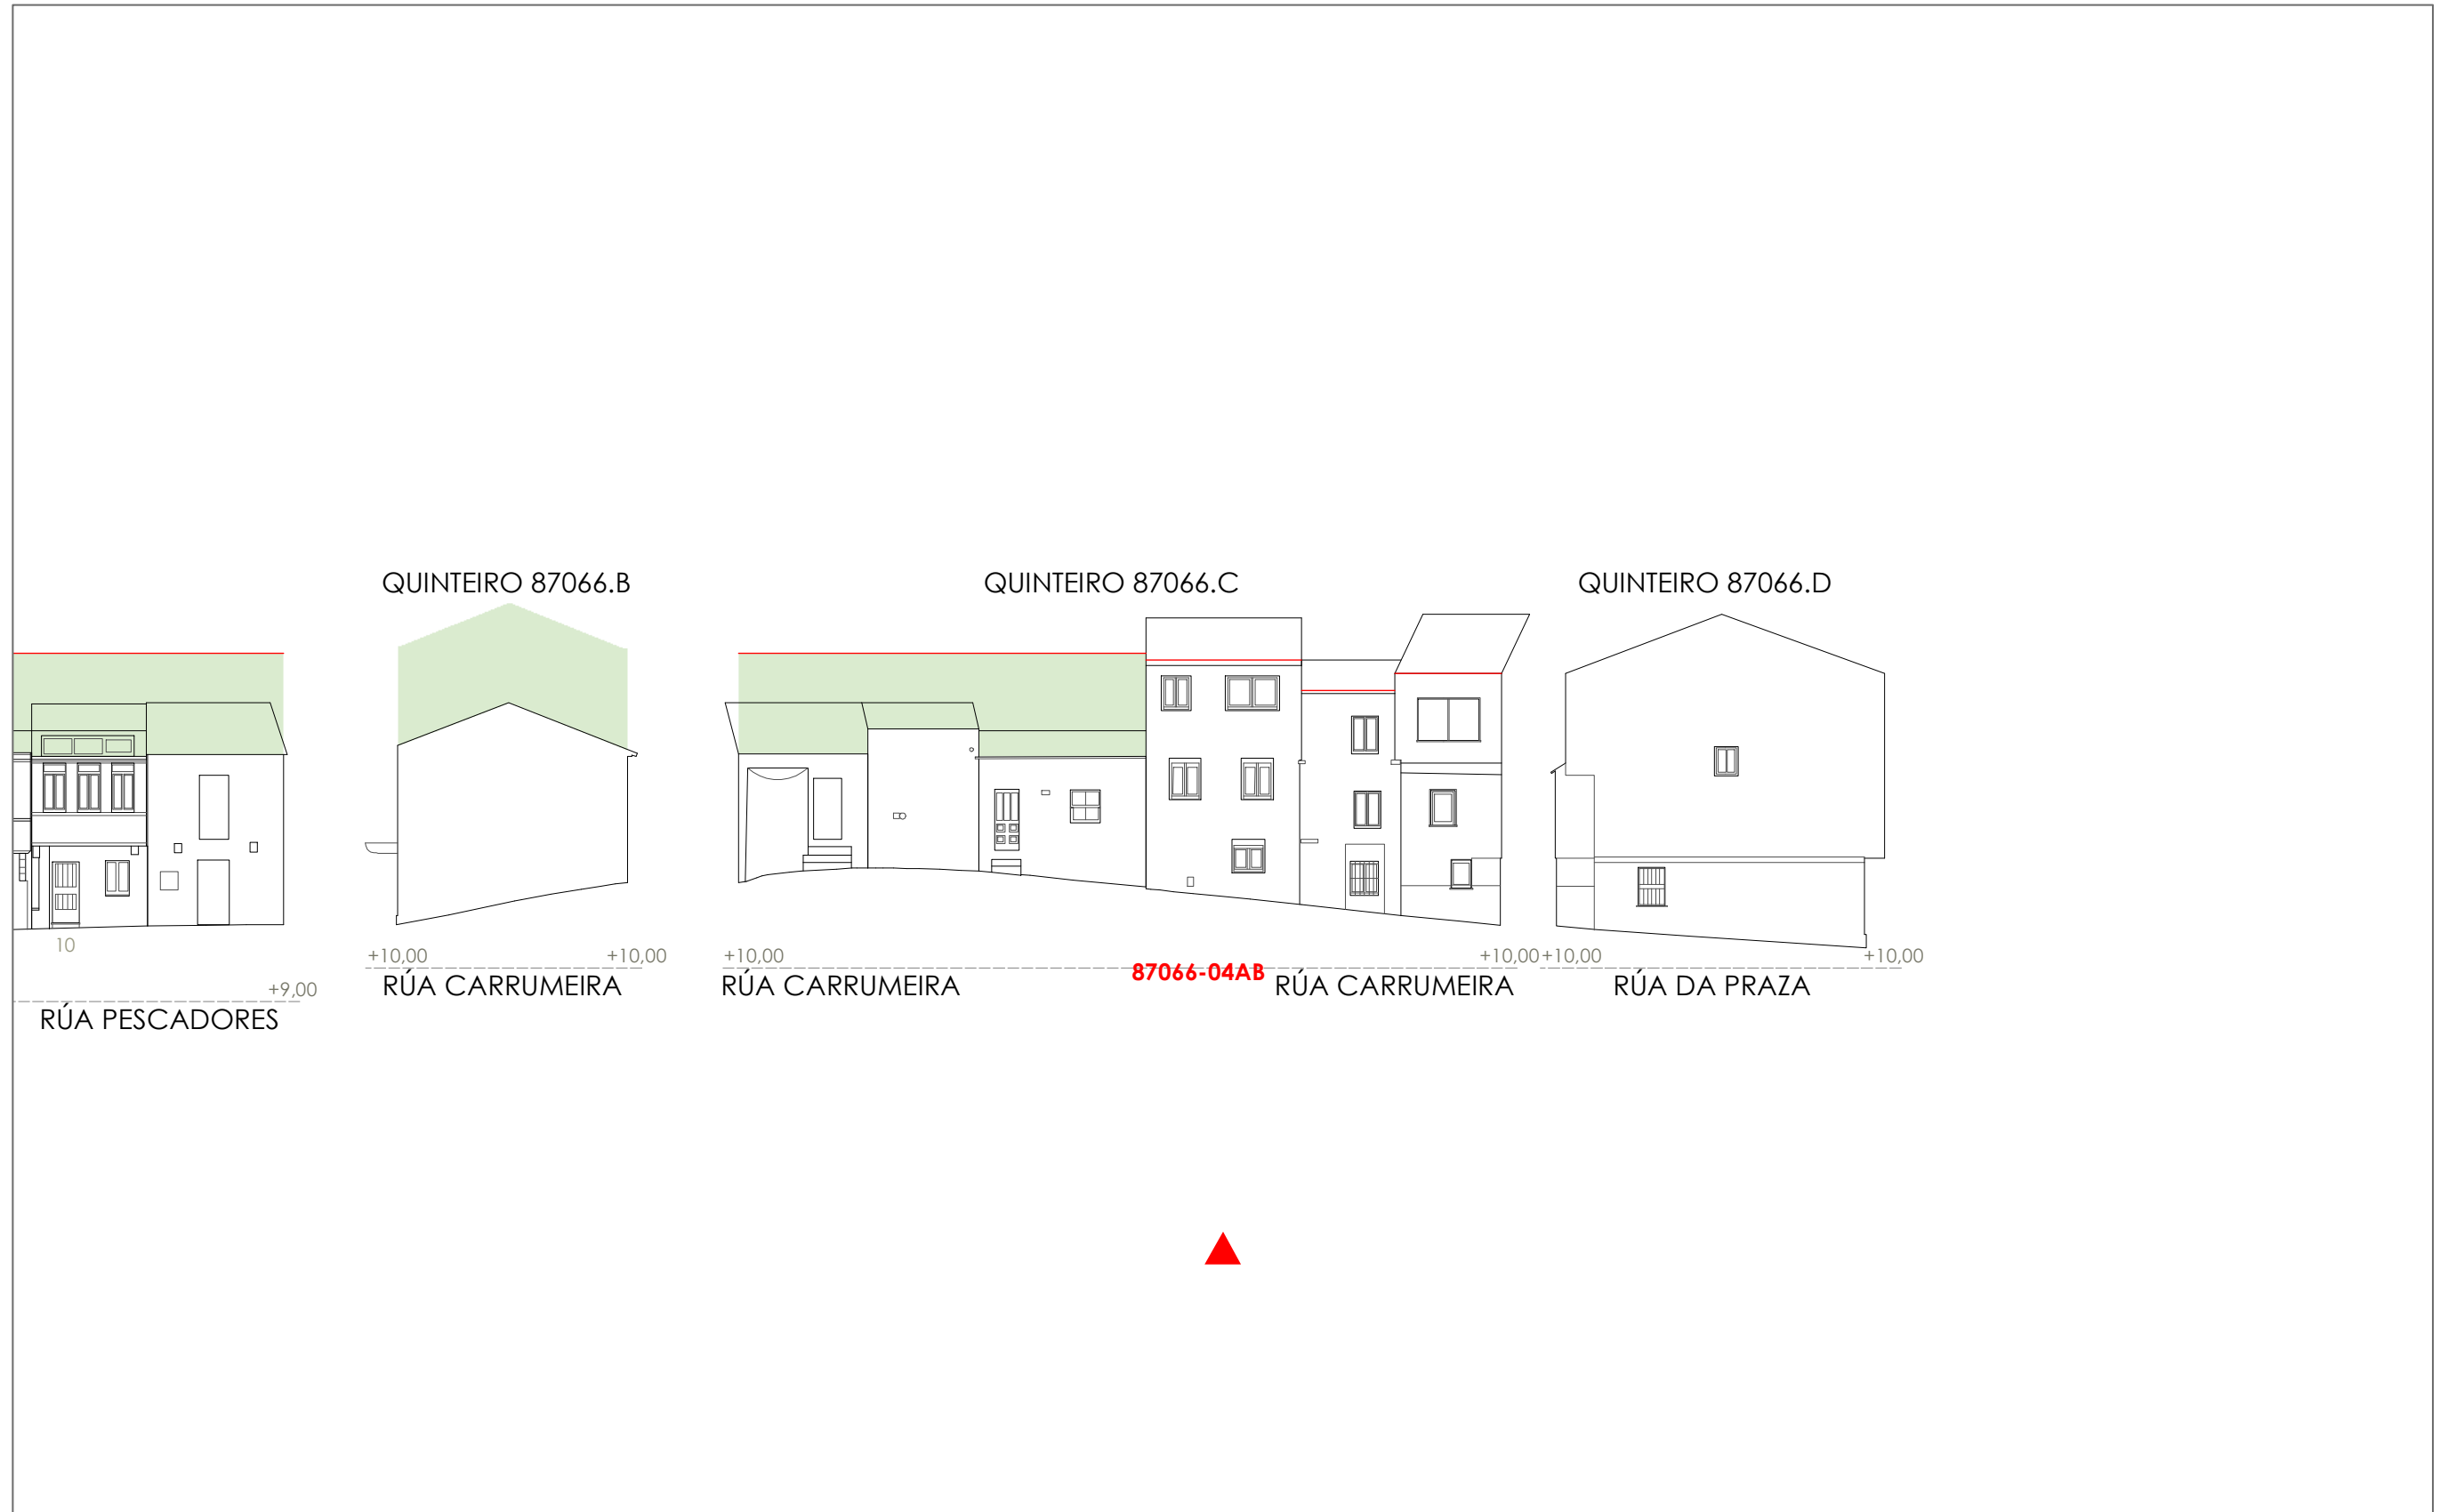 QUINTEIRO 87066.B
QUINTEIRO 87066.C
QUINTEIRO 87066.D
10
+10,00
+10,00
+10,00
+10,00
+10,00
+10,00
87066-04AB
RÚA CARRUMEIRA
RÚA CARRUMEIRA
RÚA CARRUMEIRA
RÚA DA PRAZA
+9,00
RÚA PESCADORES